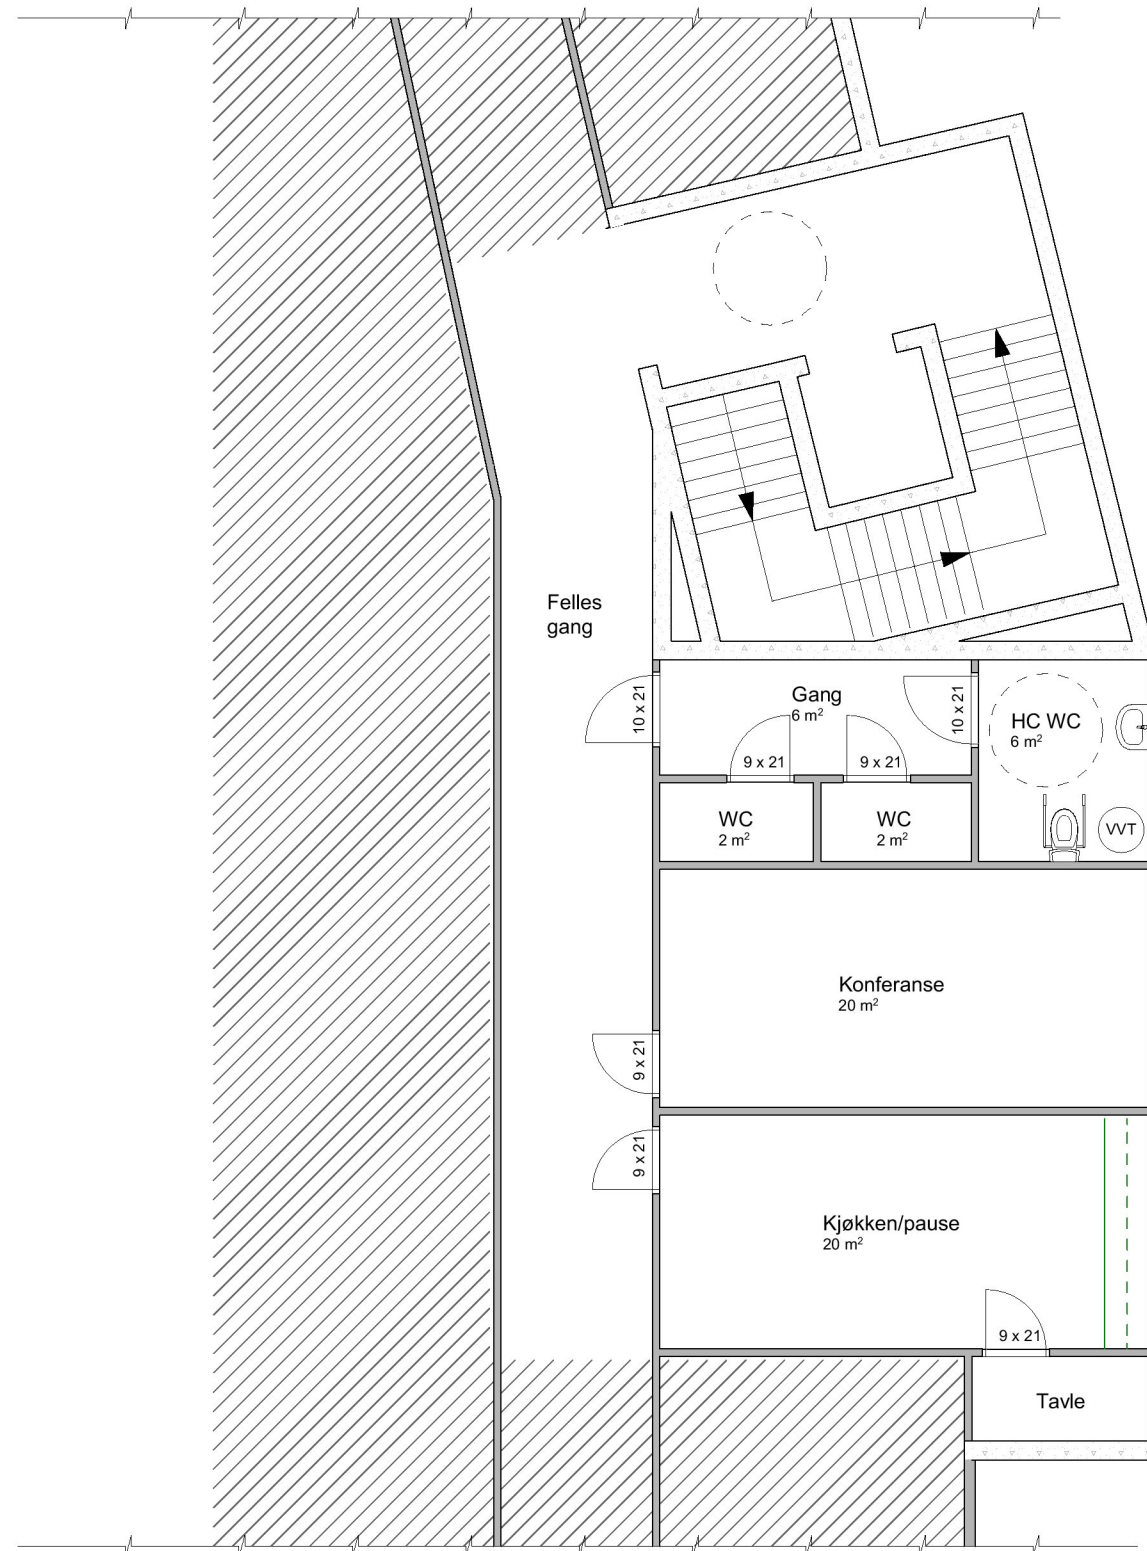 Felles
gang
10 x 21
Gang
6 m²
10 x 21
HC WC
6 m²
9 x 21
9 x 21
WC
2 m²
WC
2 m²
VVT
Konferanse
20 m²
9 x 21
9 x 21
Kjøkken/pause
20 m²
9 x 21
Tavle